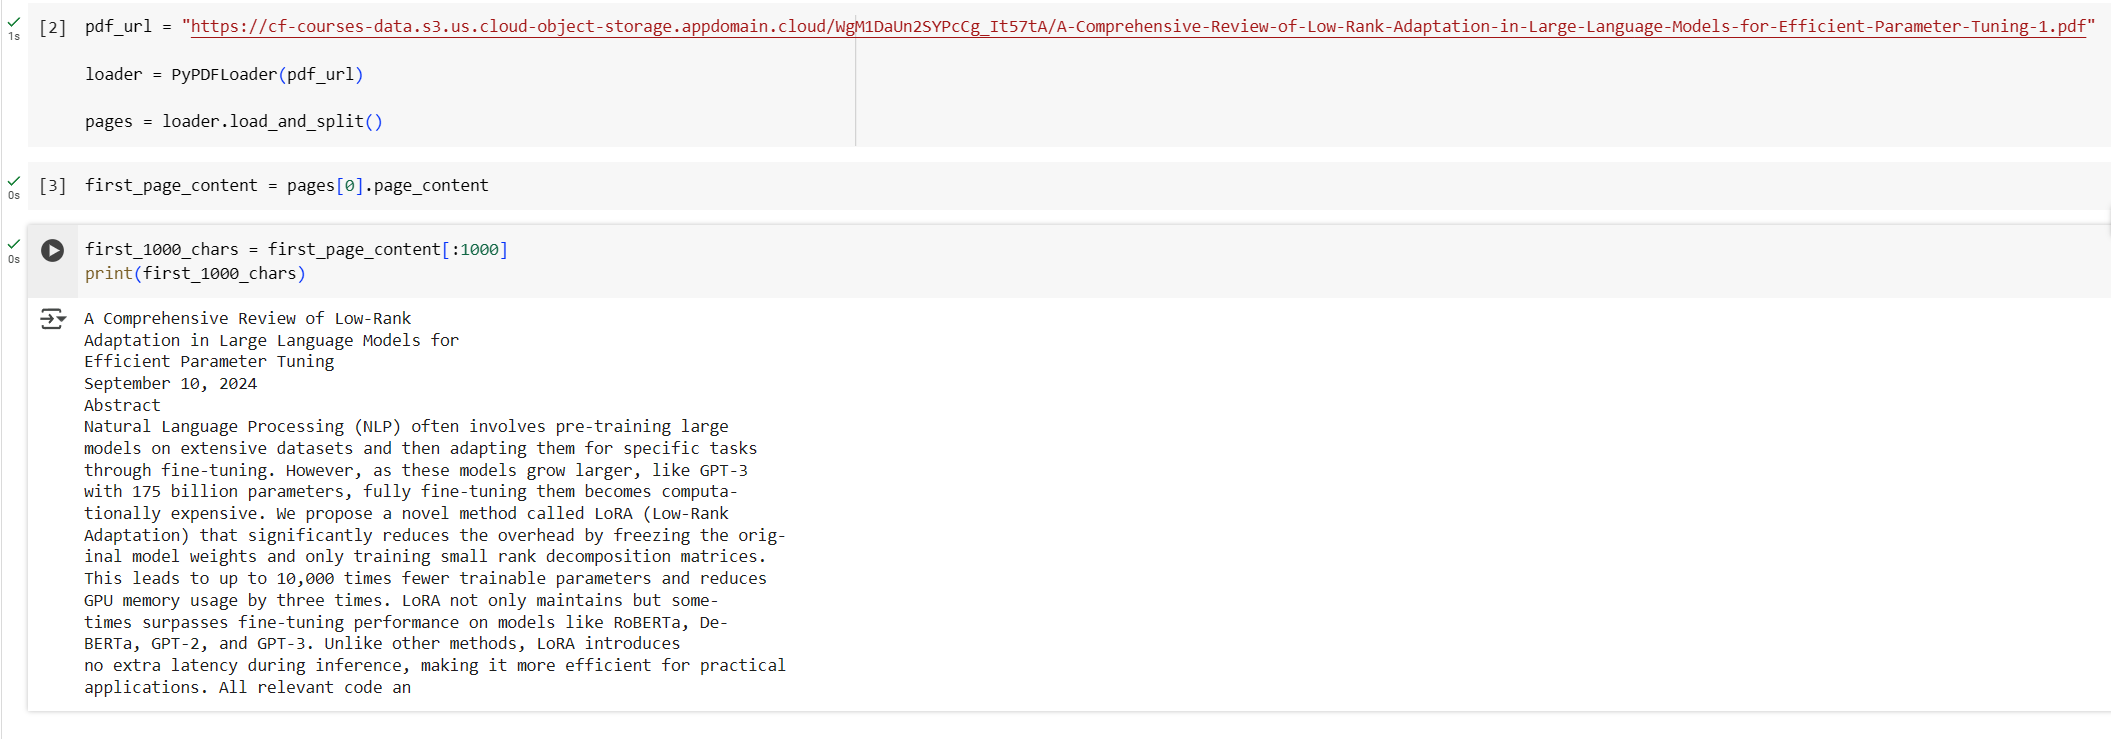 1s
[2] pdf_url = "https://cf-courses-data.s3.us.cloud-object-storage.appdomain.cloud/WgM1DaUn2SYPcCg_It57tA/A-Comprehensive-Review-of-Low-Rank-Adaptation-in-Large-Language-Models-for-Efficient-Parameter-Tuning-1.pdf"
loader = PyPDFLoader(pdf_url)
pages = loader.load_and_split()
0s
[3] first_page_content = pages[0].page_content
0s
first_1000_chars = first_page_content[:1000]
print(first_1000_chars)
A Comprehensive Review of Low-Rank
Adaptation in Large Language Models for
Efficient Parameter Tuning
September 10, 2024
Abstract
Natural Language Processing (NLP) often involves pre-training large
models on extensive datasets and then adapting them for specific tasks
through fine-tuning. However, as these models grow larger, like GPT-3
with 175 billion parameters, fully fine-tuning them becomes computa-
tionally expensive. We propose a novel method called LoRA (Low-Rank
Adaptation) that significantly reduces the overhead by freezing the orig-
inal model weights and only training small rank decomposition matrices.
This leads to up to 10,000 times fewer trainable parameters and reduces
GPU memory usage by three times. LoRA not only maintains but some-
times surpasses fine-tuning performance on models like RoBERTa, De-
BERTa, GPT-2, and GPT-3. Unlike other methods, LoRA introduces
no extra latency during inference, making it more efficient for practical
applications. All relevant code an